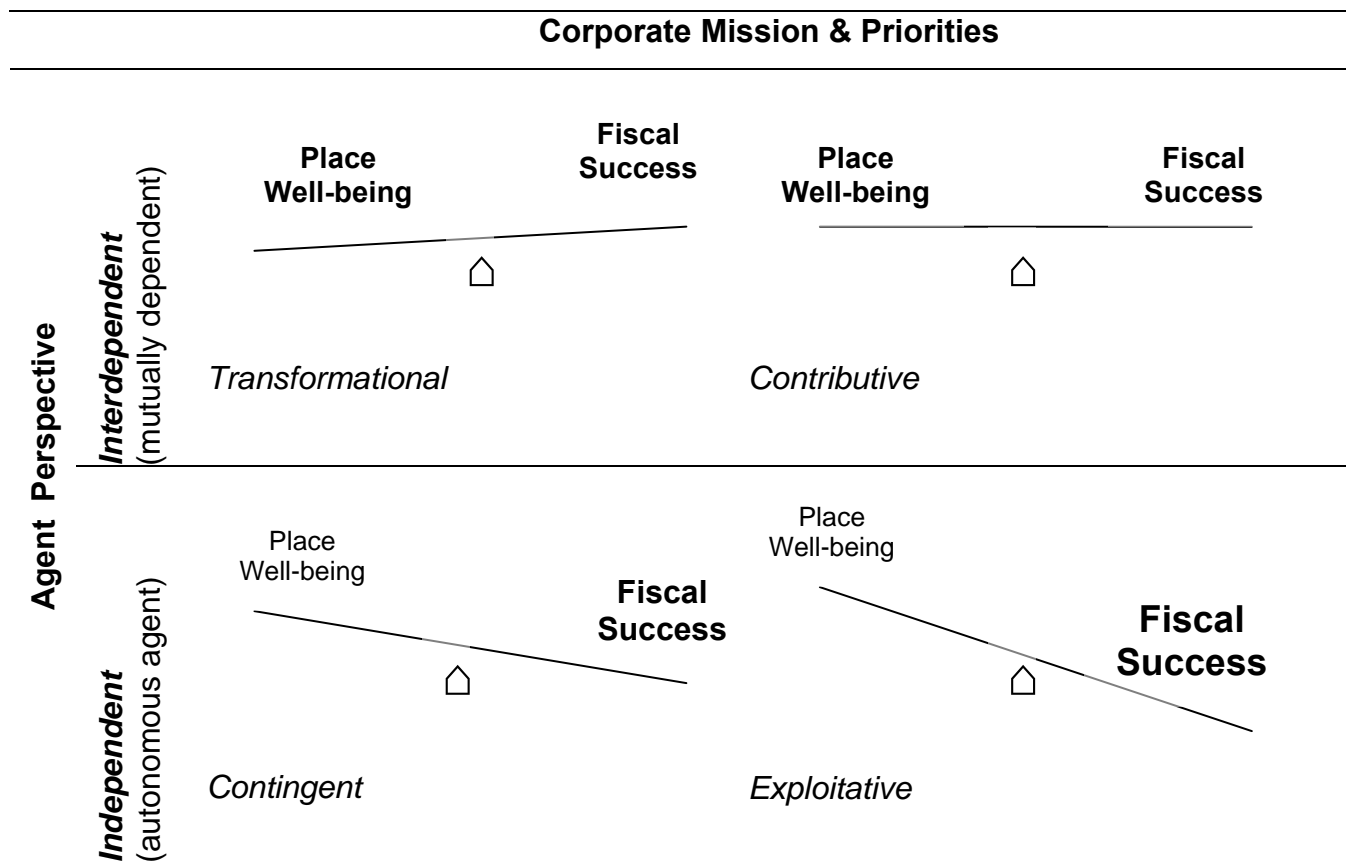 Corporate Mission & Priorities
Agent Perspective
Interdependent
(mutually dependent)
Place
Well-being
Fiscal
Success
Transformational
Place
Well-being
Fiscal
Success
Contributive
Independent
(autonomous agent)
Place
Well-being
Fiscal
Success
Contingent
Place
Well-being
Fiscal
Success
Exploitative